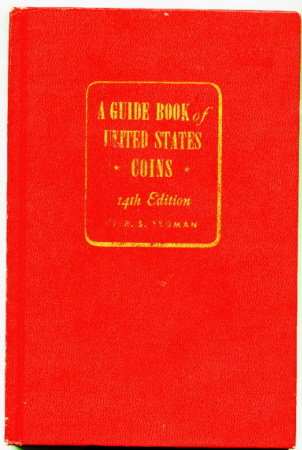 A GUIDE BOOK of
UNITED STATES
★ COINS ★
14th Edition
R. S. YEOMAN